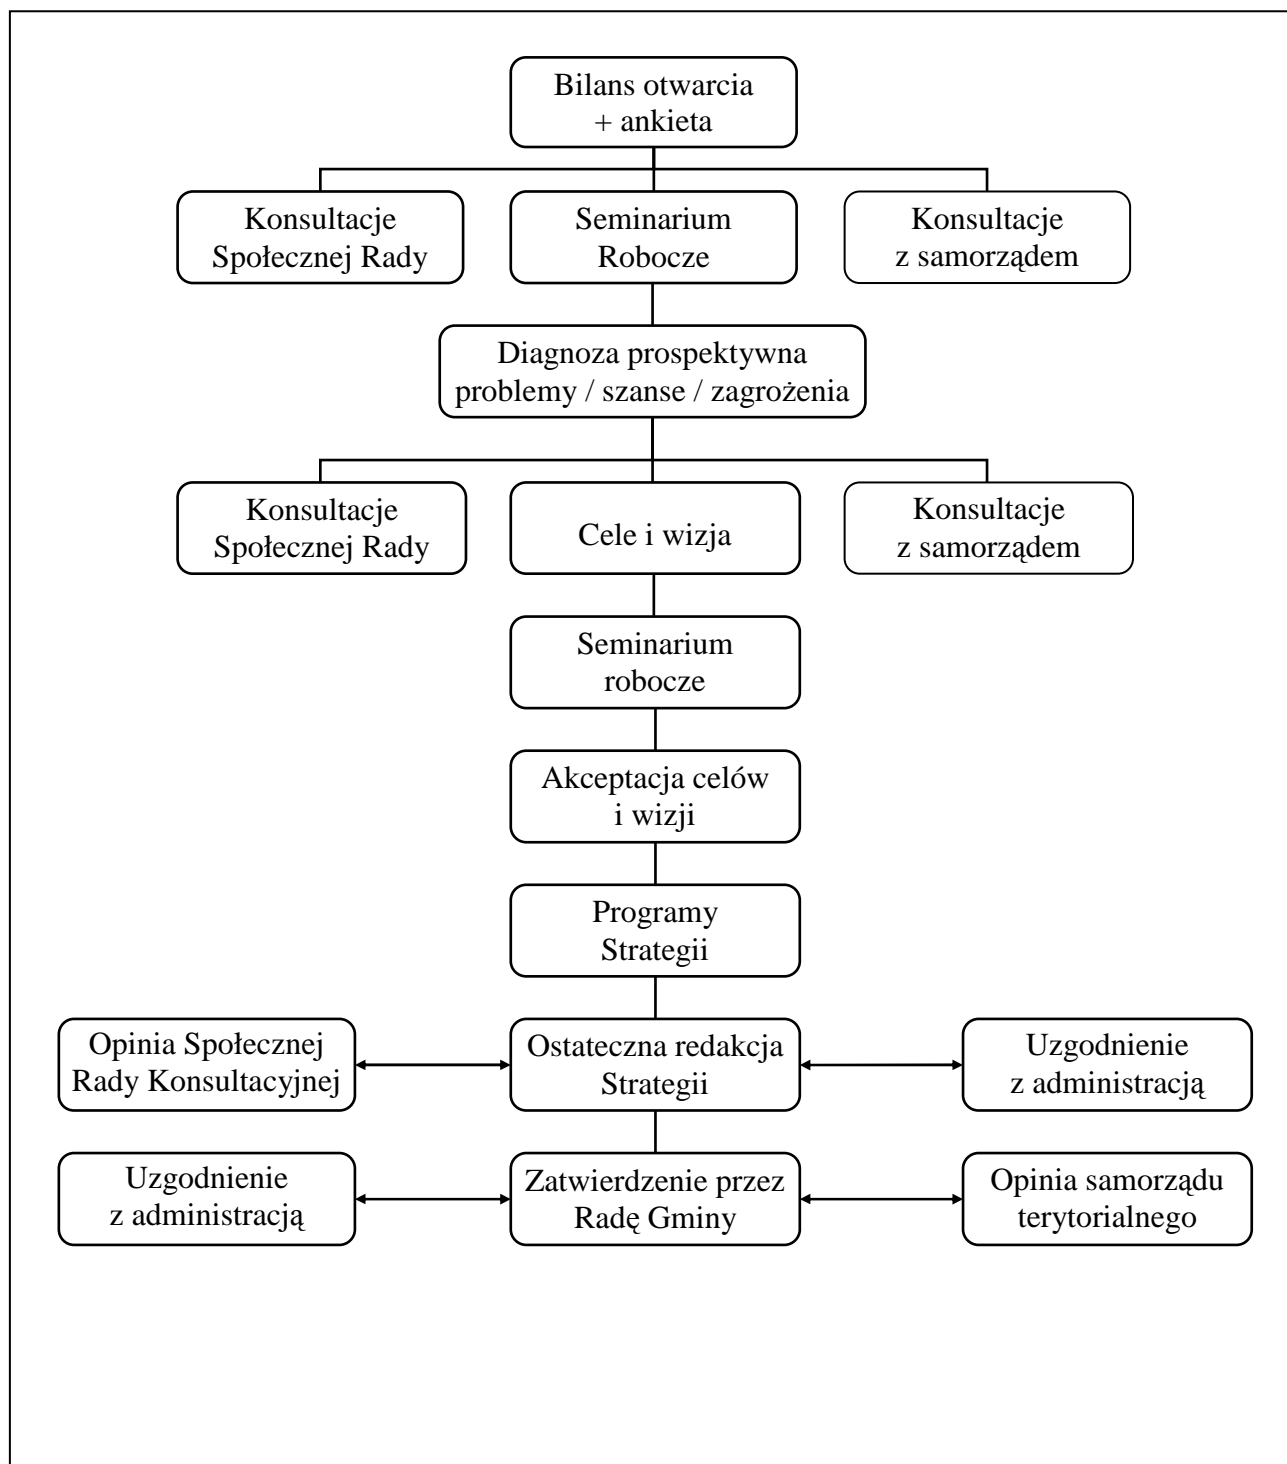 Bilans otwarcia
+ ankieta
Konsultacje
Społecznej Rady
Seminarium
Robocze
Konsultacje
z samorządem
Diagnoza prospektywna
problemy / szanse / zagrożenia
Konsultacje
Społecznej Rady
Cele i wizja
Konsultacje
z samorządem
Seminarium
robocze
Akceptacja celów
i wizji
Programy
Strategii
Opinia Społecznej
Rady Konsultacyjnej
Ostateczna redakcja
Strategii
Uzgodnienie
z administracją
Uzgodnienie
z administracją
Zatwierdzenie przez
Radę Gminy
Opinia samorządu
terytorialnego